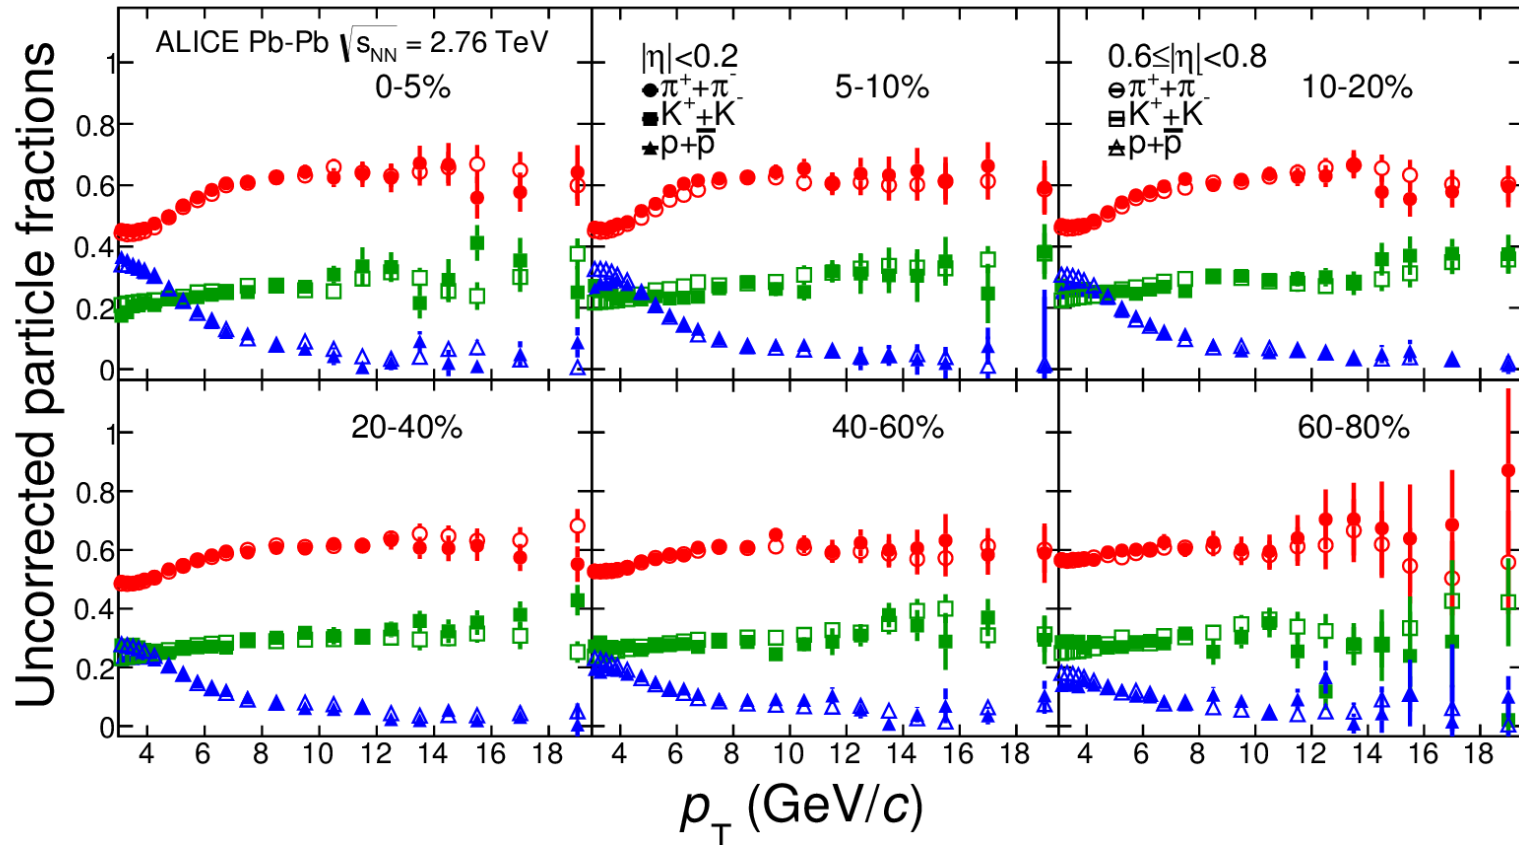 Uncorrected particle fractions
ALICE Pb-Pb √s_NN = 2.76 TeV
0-5%
|η|<0.2
π⁺+π⁻
K⁺+K⁻
p+p̅
5-10%
0.6≤|η|<0.8
π⁺+π⁻
K⁺+K⁻
p+p̅
10-20%
1
0.8
0.6
0.4
0.2
0
20-40%
40-60%
60-80%
1
0.8
0.6
0.4
0.2
0
4 6 8 10 12 14 16 18 4 6 8 10 12 14 16 18 4 6 8 10 12 14 16 18
p_T (GeV/c)